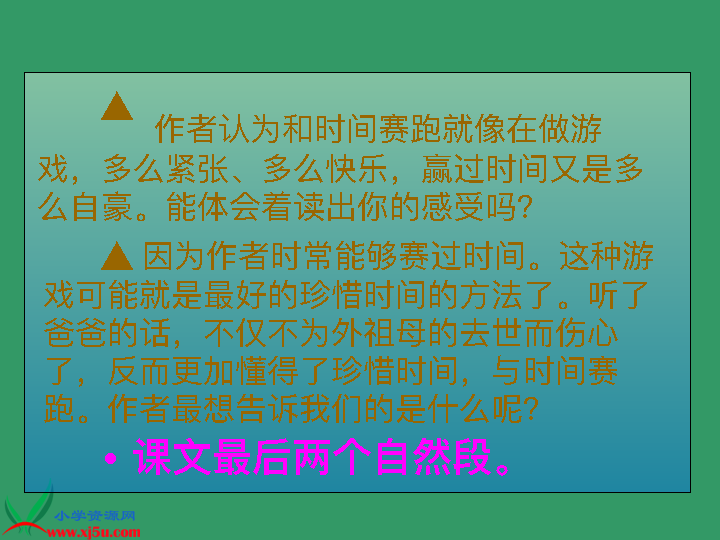 ▲ 作者认为和时间赛跑就像在做游
戏，多么紧张、多么快乐，赢过时间又是多
么自豪。能体会着读出你的感受吗？
▲ 因为作者时常能够赛过时间。这种游
戏可能就是最好的珍惜时间的方法了。听了
爸爸的话，不仅不为外祖母的去世而伤心
了，反而更加懂得了珍惜时间，与时间赛
跑。作者最想告诉我们的是什么呢？
• 课文最后两个自然段。
小学资源网
www.xj5u.com